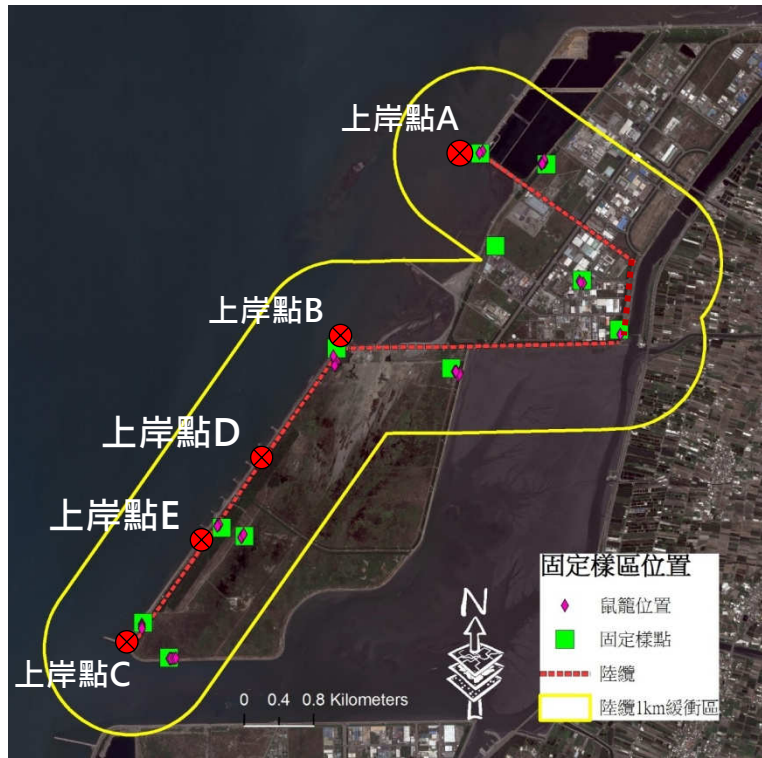 上岸點A
上岸點B
上岸點D
上岸點E
上岸點C
固定樣區位置
鼠籠位置
固定樣點
陸纜
陸纜1km緩衝區
N
0 0.4 0.8 Kilometers